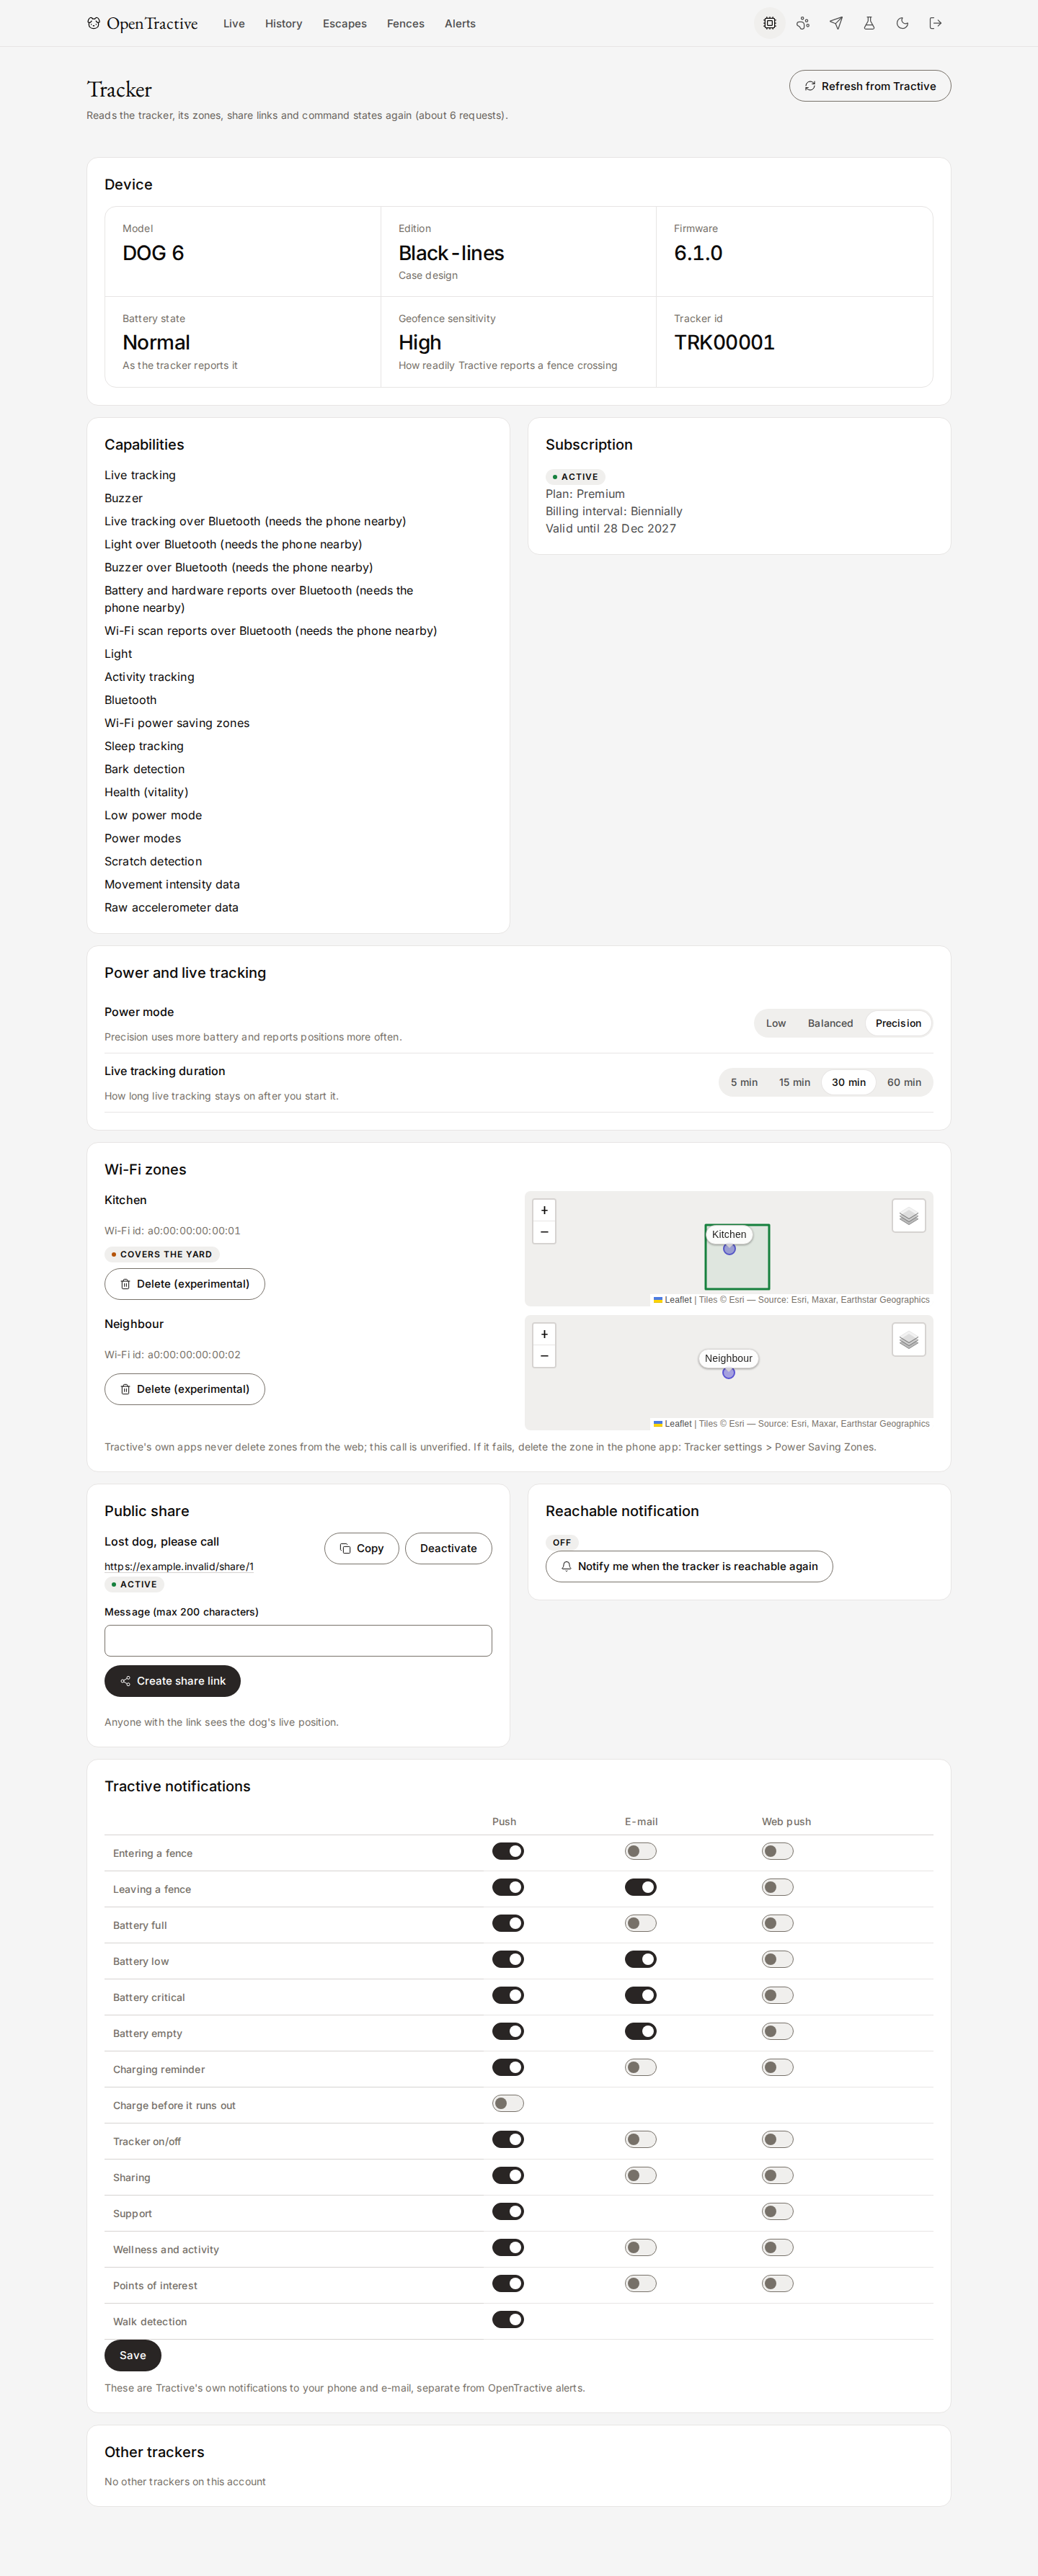 OpenTractive Live History Escapes Fences Alerts
Tracker
Refresh from Tractive
Reads the tracker, its zones, share links and command states again (about 6 requests).
Device
Model
DOG 6
Edition
Black-lines
Case design
Firmware
6.1.0
Battery state
Normal
As the tracker reports it
Geofence sensitivity
High
How readily Tractive reports a fence crossing
Tracker id
TRK00001
Capabilities
Live tracking
Buzzer
Live tracking over Bluetooth (needs the phone nearby)
Light over Bluetooth (needs the phone nearby)
Buzzer over Bluetooth (needs the phone nearby)
Battery and hardware reports over Bluetooth (needs the
phone nearby)
Wi-Fi scan reports over Bluetooth (needs the phone nearby)
Light
Activity tracking
Bluetooth
Wi-Fi power saving zones
Sleep tracking
Bark detection
Health (vitality)
Low power mode
Power modes
Scratch detection
Movement intensity data
Raw accelerometer data
Subscription
ACTIVE
Plan: Premium
Billing interval: Biennially
Valid until 28 Dec 2027
Power and live tracking
Power mode
Precision uses more battery and reports positions more often.
Low Balanced Precision
Live tracking duration
How long live tracking stays on after you start it.
5 min 15 min 30 min 60 min
Wi-Fi zones
Kitchen
Wi-Fi id: a0:00:00:00:00:01
COVERS THE YARD
Delete (experimental)
+
−
Kitchen
Leaflet | Tiles © Esri — Source: Esri, Maxar, Earthstar Geographics
Neighbour
Wi-Fi id: a0:00:00:00:00:02
Delete (experimental)
+
−
Neighbour
Leaflet | Tiles © Esri — Source: Esri, Maxar, Earthstar Geographics
Tractive's own apps never delete zones from the web; this call is unverified. If it fails, delete the zone in the phone app: Tracker settings > Power Saving Zones.
Public share
Lost dog, please call
https://example.invalid/share/1
ACTIVE
Copy Deactivate
Message (max 200 characters)
Create share link
Anyone with the link sees the dog's live position.
Reachable notification
OFF
Notify me when the tracker is reachable again
Tractive notifications
Push E-mail Web push
Entering a fence
Leaving a fence
Battery full
Battery low
Battery critical
Battery empty
Charging reminder
Charge before it runs out
Tracker on/off
Sharing
Support
Wellness and activity
Points of interest
Walk detection
Save
These are Tractive's own notifications to your phone and e-mail, separate from OpenTractive alerts.
Other trackers
No other trackers on this account